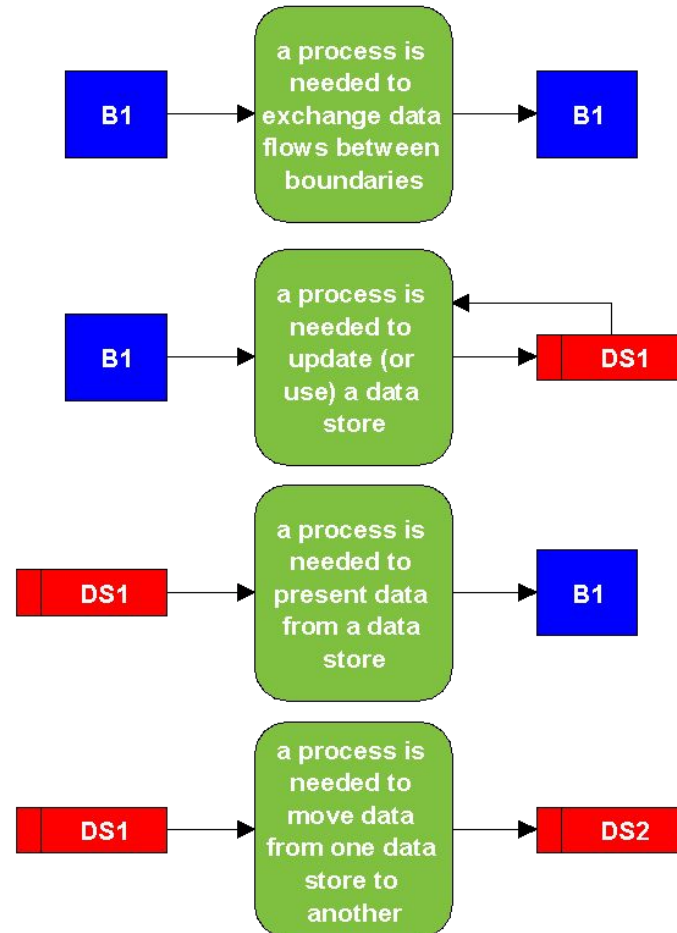 a process is
needed to
B1
exchange data
B1
flows between
boundaries
a process is
needed to
B1
update (or
DS1
use) a data
store
a process is
needed to
DS1
present data
B1
from a data
store
a process is
needed to
DS1
move data
DS2
from one data
store to
another